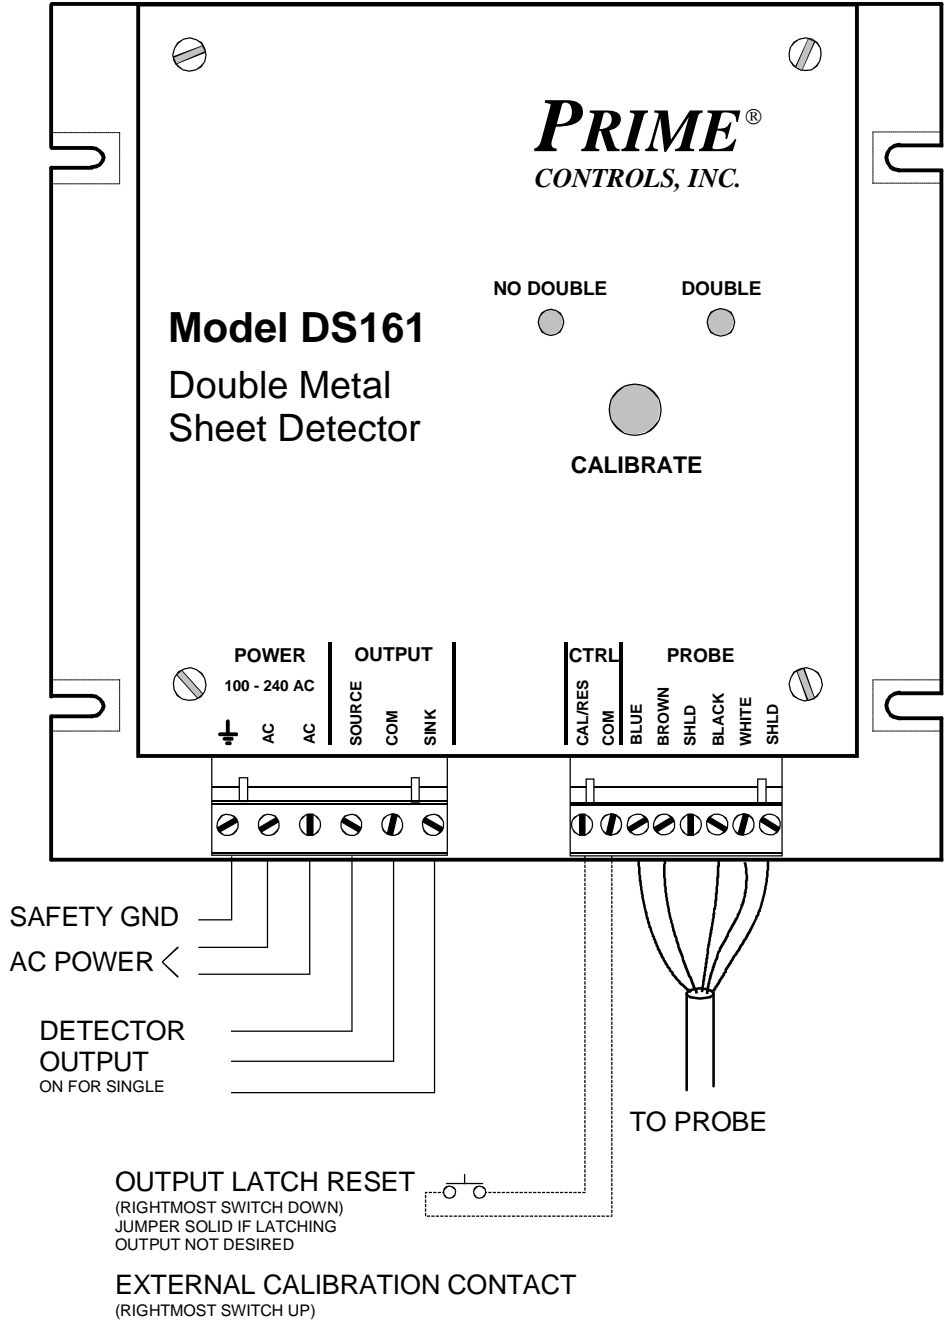 PRIME®
CONTROLS, INC.
NO DOUBLE
DOUBLE
Model DS161
Double Metal
Sheet Detector
CALIBRATE
POWER
OUTPUT
CTRL
PROBE
100 - 240 AC
AC
AC
SOURCE
COM
SINK
CAL/RES
COM
BLUE
BROWN
SHLD
BLACK
WHITE
SHLD
SAFETY GND
AC POWER
DETECTOR
OUTPUT
ON FOR SINGLE
TO PROBE
OUTPUT LATCH RESET
(RIGHTMOST SWITCH DOWN)
JUMPER SOLID IF LATCHING
OUTPUT NOT DESIRED
EXTERNAL CALIBRATION CONTACT
(RIGHTMOST SWITCH UP)